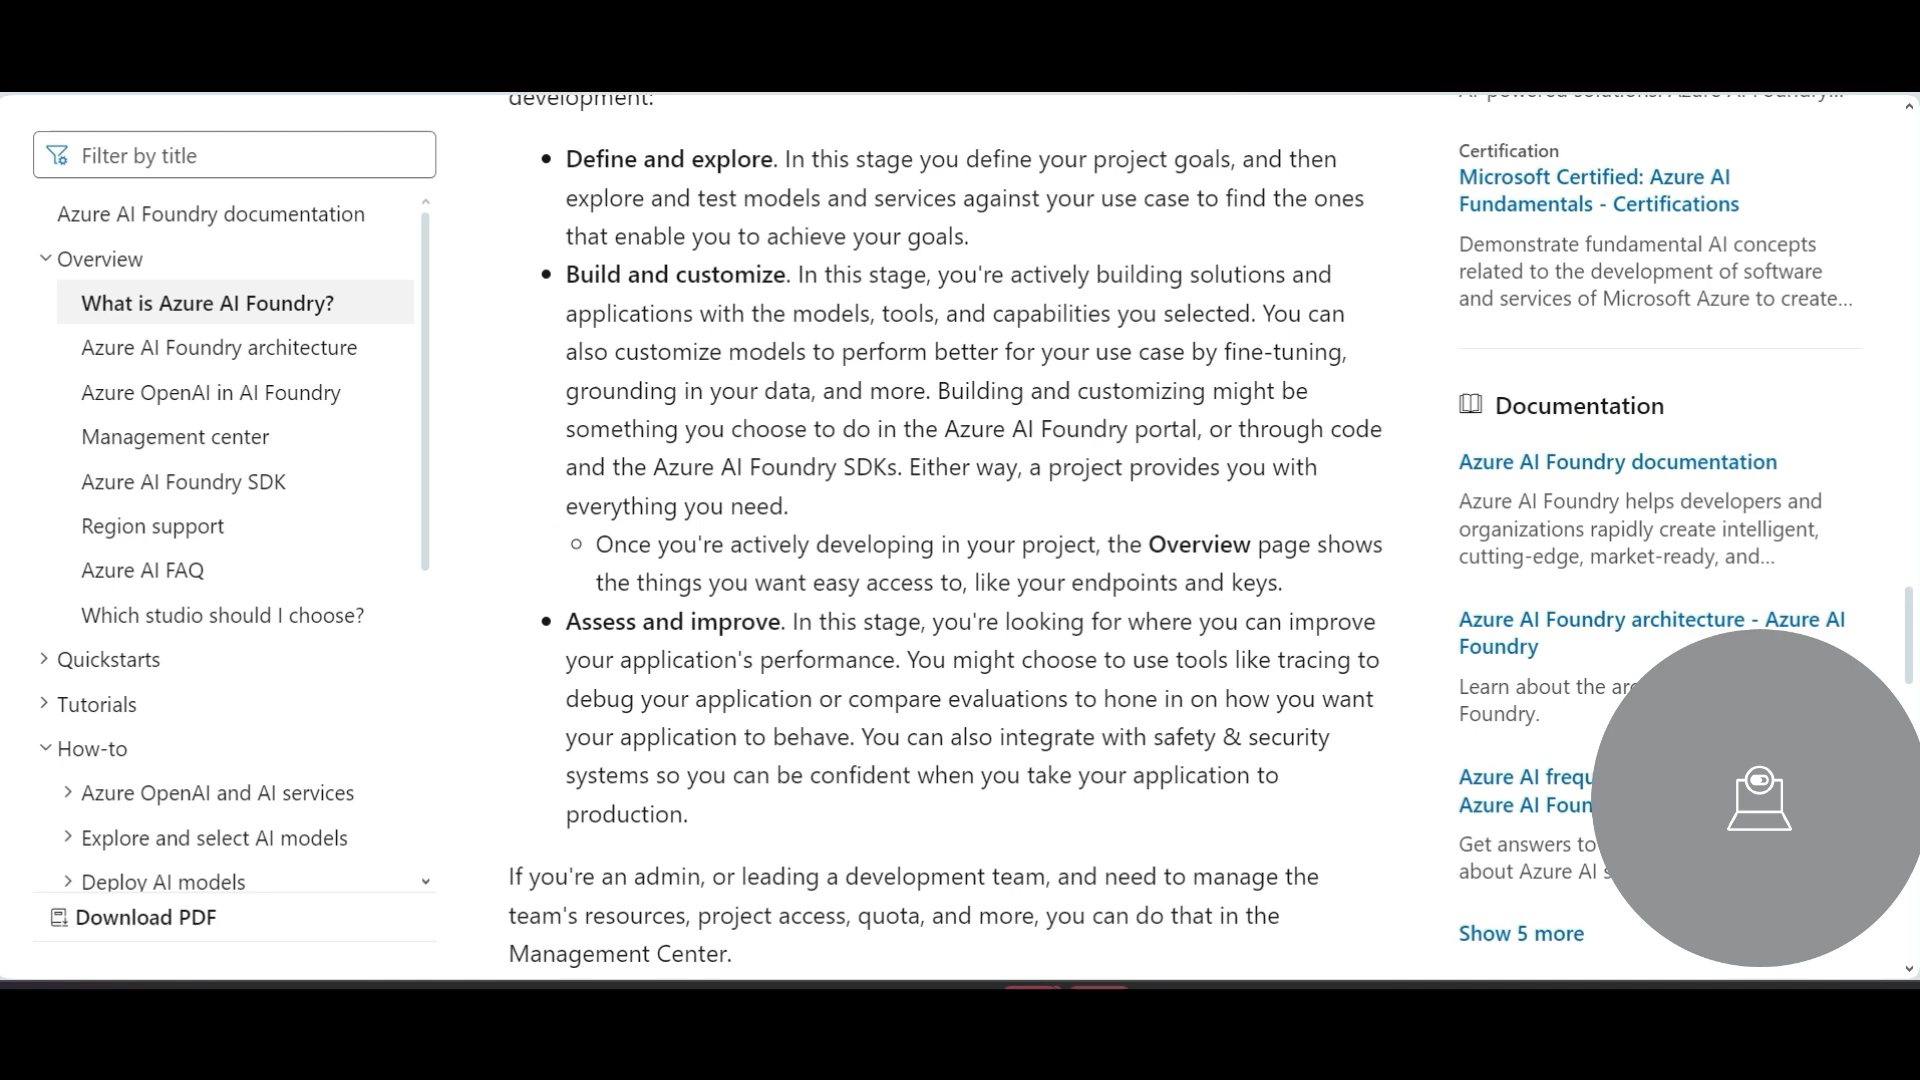 Filter by title
Azure AI Foundry documentation
Overview
What is Azure AI Foundry?
Azure AI Foundry architecture
Azure OpenAI in AI Foundry
Management center
Azure AI Foundry SDK
Region support
Azure AI FAQ
Which studio should I choose?
Quickstarts
Tutorials
How-to
Azure OpenAI and AI services
Explore and select AI models
Deploy AI models
Download PDF
development:
• Define and explore. In this stage you define your project goals, and then
explore and test models and services against your use case to find the ones
that enable you to achieve your goals.
• Build and customize. In this stage, you're actively building solutions and
applications with the models, tools, and capabilities you selected. You can
also customize models to perform better for your use case by fine-tuning,
grounding in your data, and more. Building and customizing might be
something you choose to do in the Azure AI Foundry portal, or through code
and the Azure AI Foundry SDKs. Either way, a project provides you with
everything you need.
○ Once you're actively developing in your project, the Overview page shows
the things you want easy access to, like your endpoints and keys.
• Assess and improve. In this stage, you're looking for where you can improve
your application's performance. You might choose to use tools like tracing to
debug your application or compare evaluations to hone in on how you want
your application to behave. You can also integrate with safety & security
systems so you can be confident when you take your application to
production.
If you're an admin, or leading a development team, and need to manage the
team's resources, project access, quota, and more, you can do that in the
Management Center.
Certification
Microsoft Certified: Azure AI
Fundamentals - Certifications
Demonstrate fundamental AI concepts
related to the development of software
and services of Microsoft Azure to create...
Documentation
Azure AI Foundry documentation
Azure AI Foundry helps developers and
organizations rapidly create intelligent,
cutting-edge, market-ready, and...
Azure AI Foundry architecture - Azure AI
Foundry
Learn about the
Foundry.
Azure AI
Azure AI
Get answers to
about Azure AI
Show 5 more